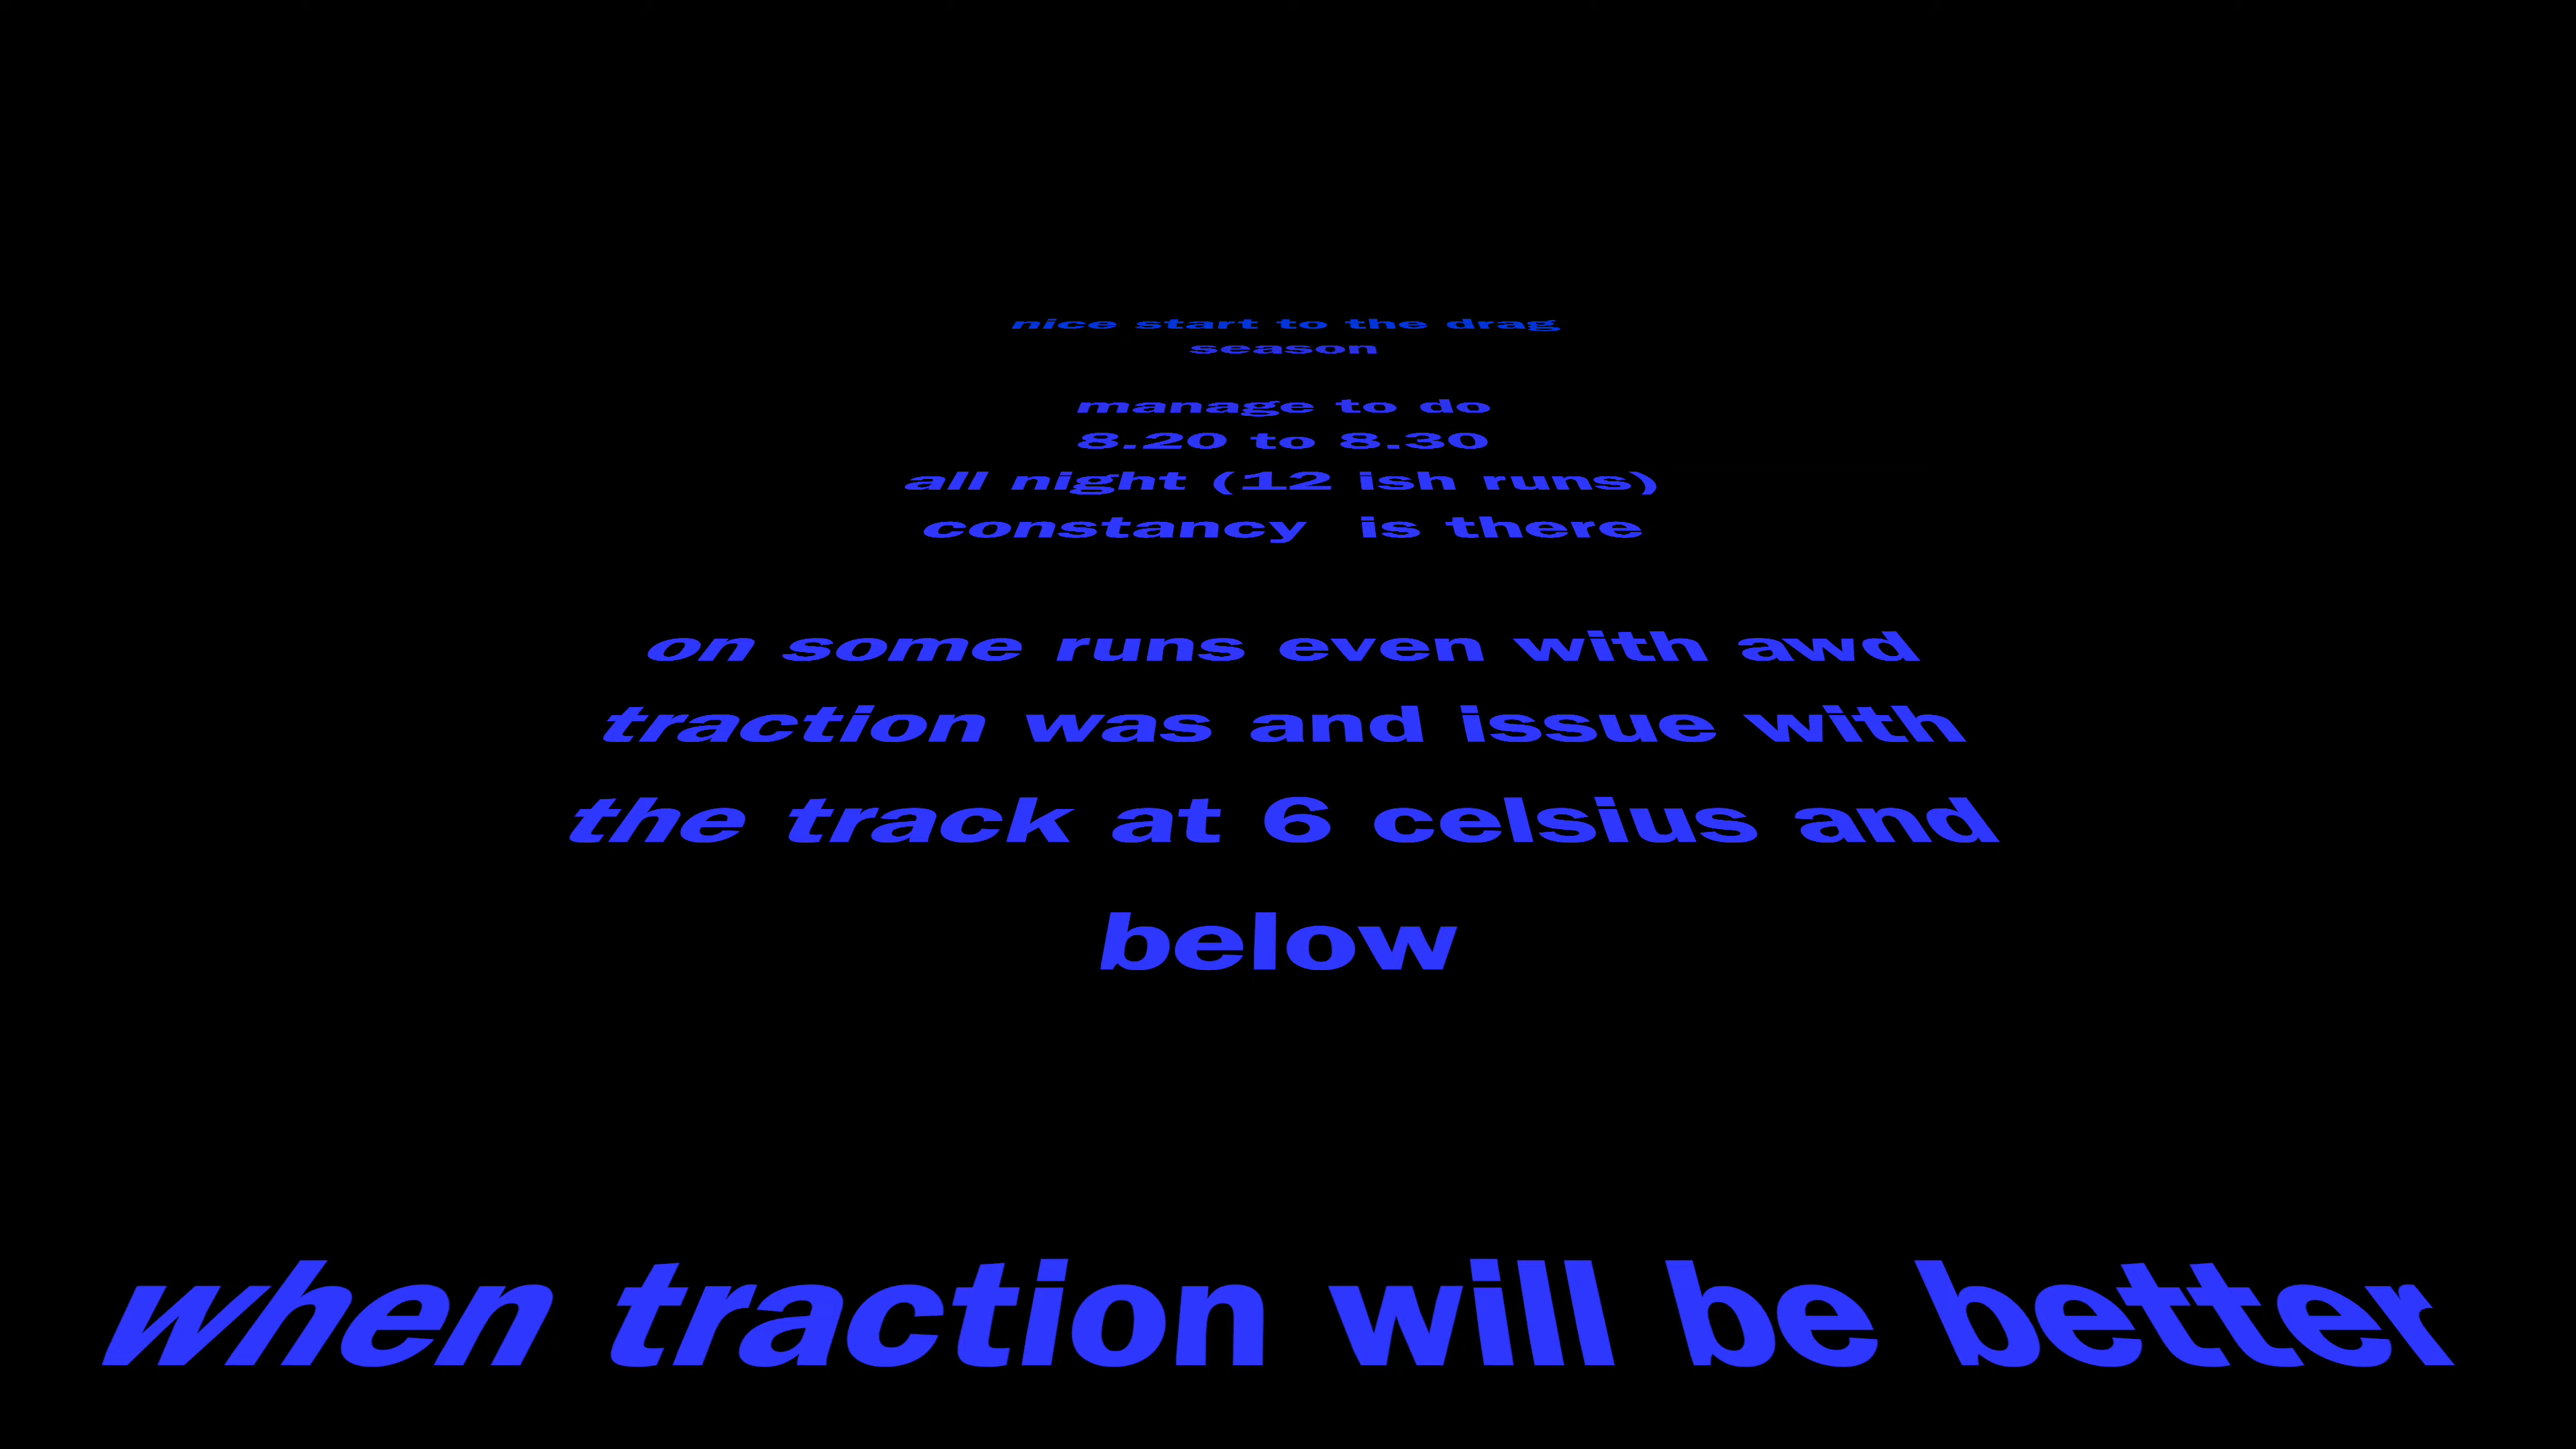 nice start to the drag
season
manage to do
8.20 to 8.30
all night (12 ish runs)
constancy  is there
on some runs even with awd
traction was and issue with
the track at 6 celsius and
below
when traction will be better